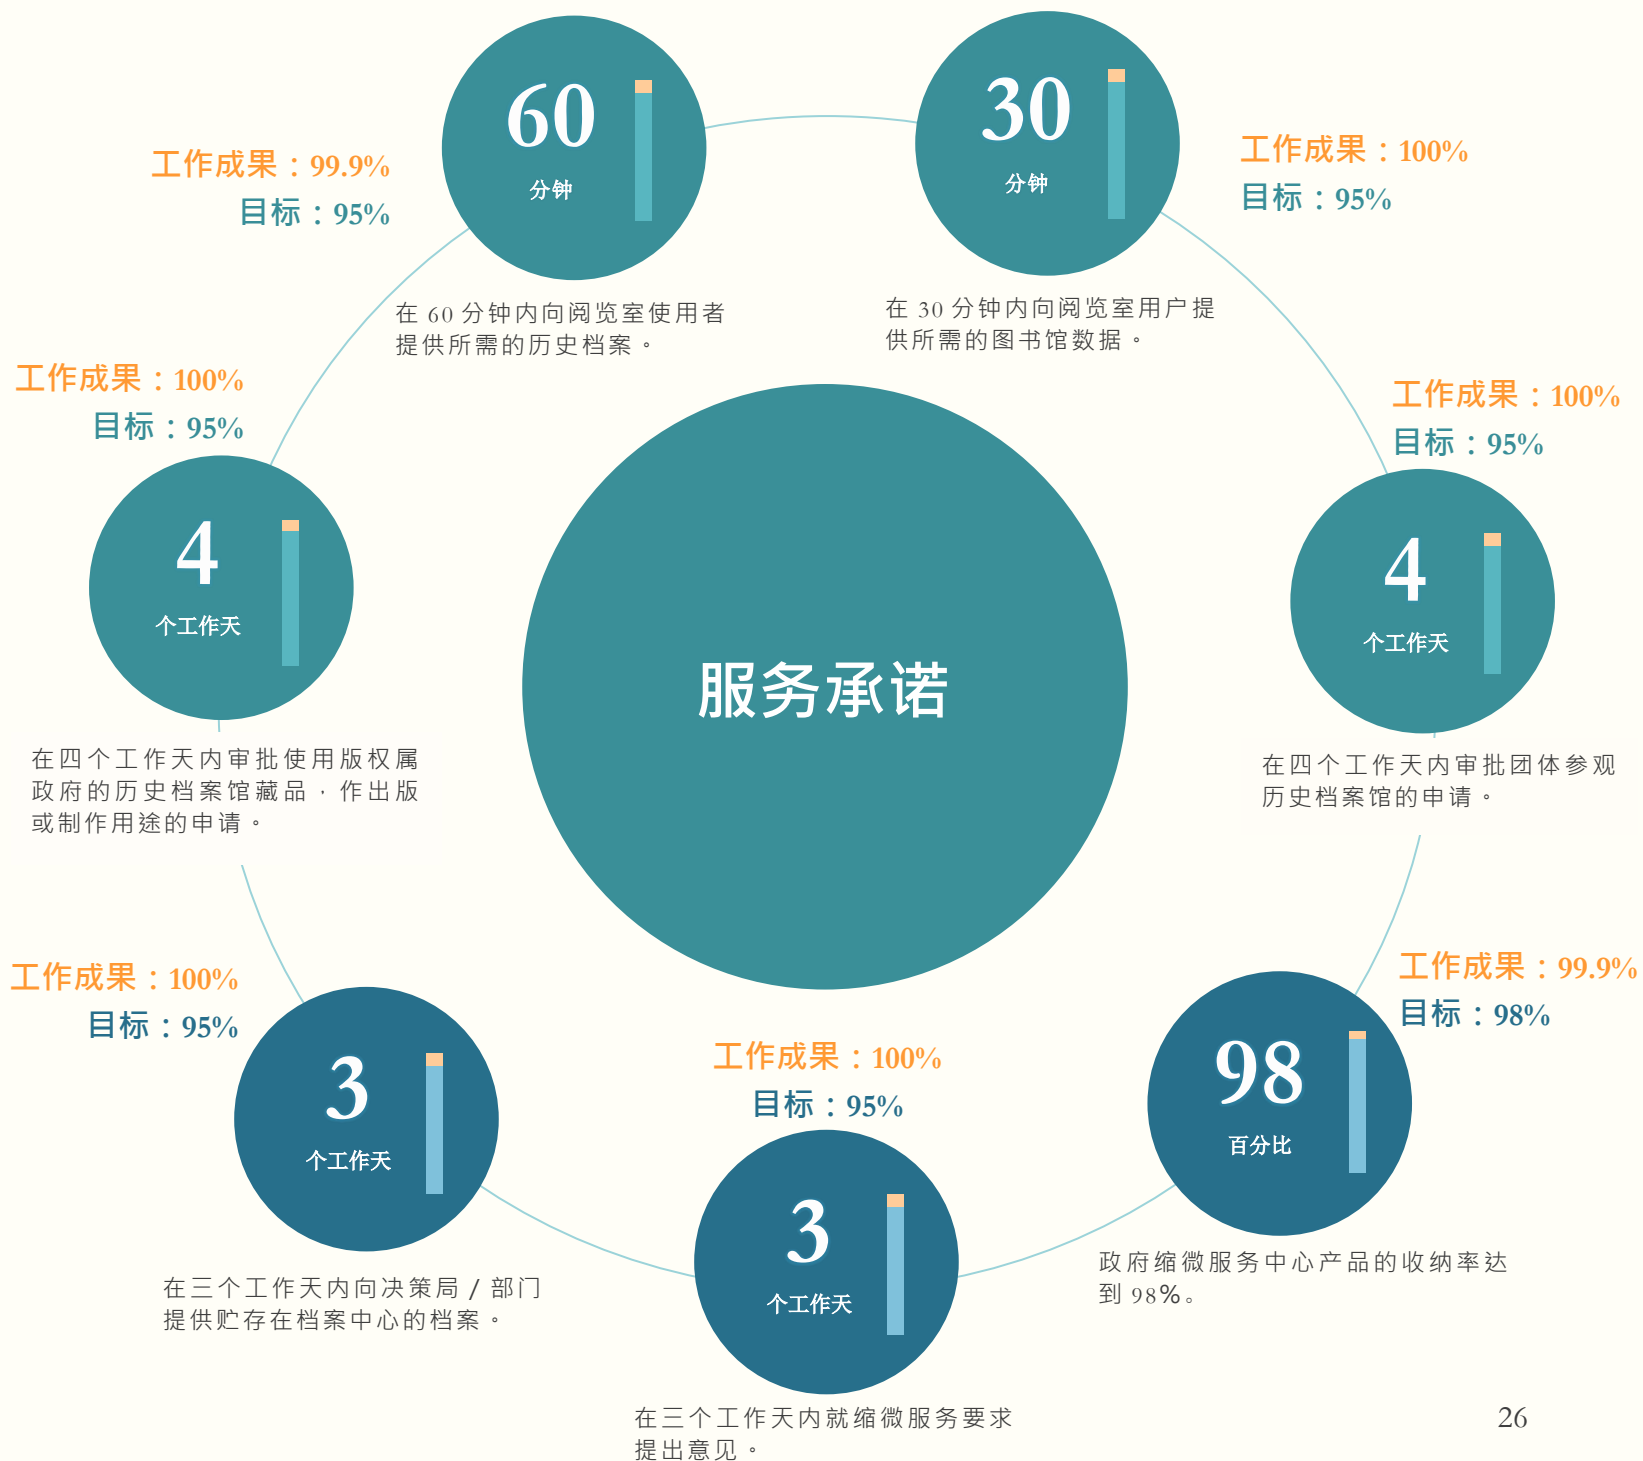 60
分钟
工作成果：99.9%
目标：95%
在 60 分钟内向阅览室使用者
提供所需的历史档案。
30
分钟
工作成果：100%
目标：95%
在 30 分钟内向阅览室用户提
供所需的图书馆数据。
工作成果：100%
目标：95%
4
个工作天
在四个工作天内审批使用版权属
政府的历史档案馆藏品，作出版
或制作用途的申请。
服务承诺
工作成果：100%
目标：95%
4
个工作天
在四个工作天内审批团体参观
历史档案馆的申请。
工作成果：100%
目标：95%
3
个工作天
在三个工作天内向决策局 / 部门
提供贮存在档案中心的档案。
工作成果：100%
目标：95%
3
个工作天
在三个工作天内就缩微服务要求
提出意见。
工作成果：99.9%
目标：98%
98
百分比
政府缩微服务中心产品的收纳率达
到 98%。
26